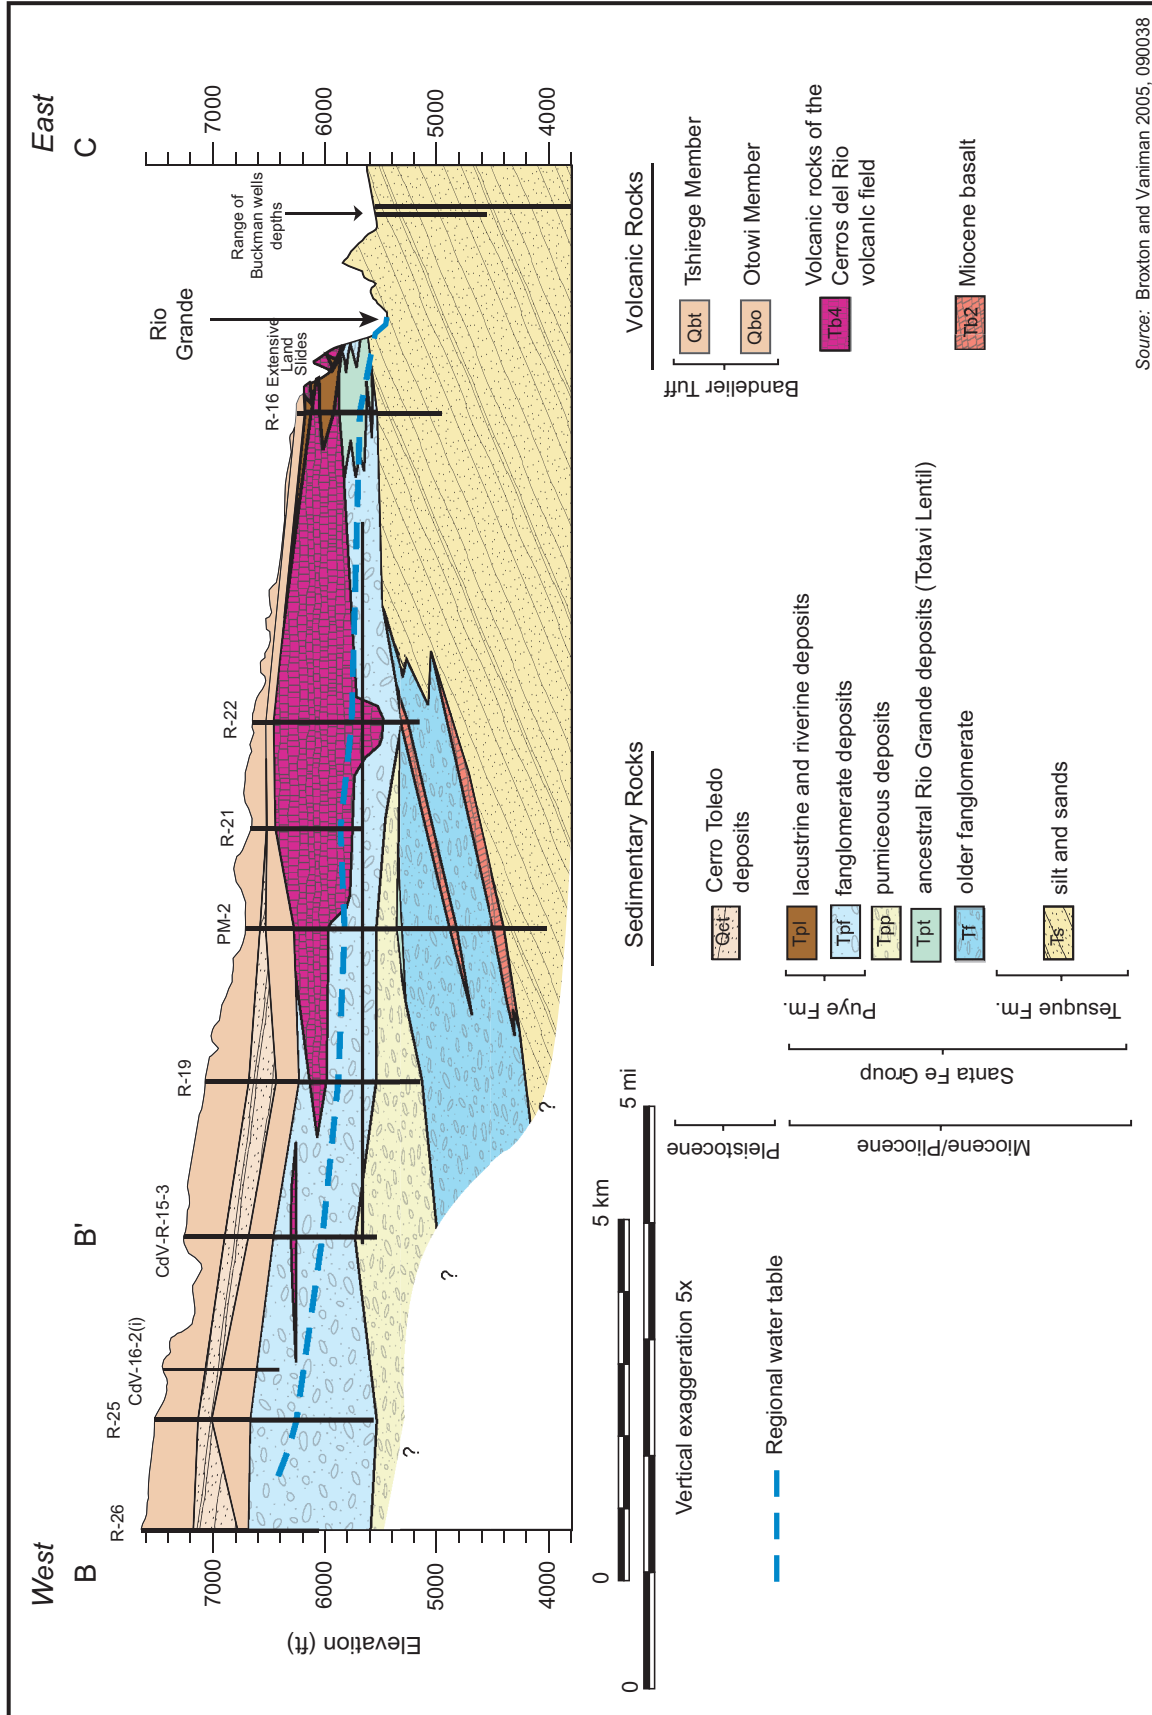 West
East
B
B'
C
R-26
R-25
CdV-16-2(i)
CdV-R-15-3
R-19
PM-2
R-21
R-22
R-16
Extensive
Land
Slides
Rio
Grande
Range of
Buckman wells
depths
Elevation (ft)
7000
6000
5000
4000
7000
6000
5000
4000
?
?
?
0
5 km
0
5 mi
Vertical exaggeration 5x
Regional water table
Sedimentary Rocks
Pleistocene
Qct
Cerro Toledo
deposits
Miocene/Pliocene
Santa Fe Group
Puye Fm.
Tpl
lacustrine and riverine deposits
Tpf
fanglomerate deposits
Tpp
pumiceous deposits
Tpt
ancestral Rio Grande deposits (Totavi Lentil)
Tf
older fanglomerate
Tesuque Fm.
Ts
silt and sands
Volcanic Rocks
Bandelier Tuff
Qbt
Tshirege Member
Qbo
Otowi Member
Tb4
Volcanic rocks of the
Cerros del Rio
volcanic field
Tb2
Miocene basalt
Source: Broxton and Vaniman 2005, 090038